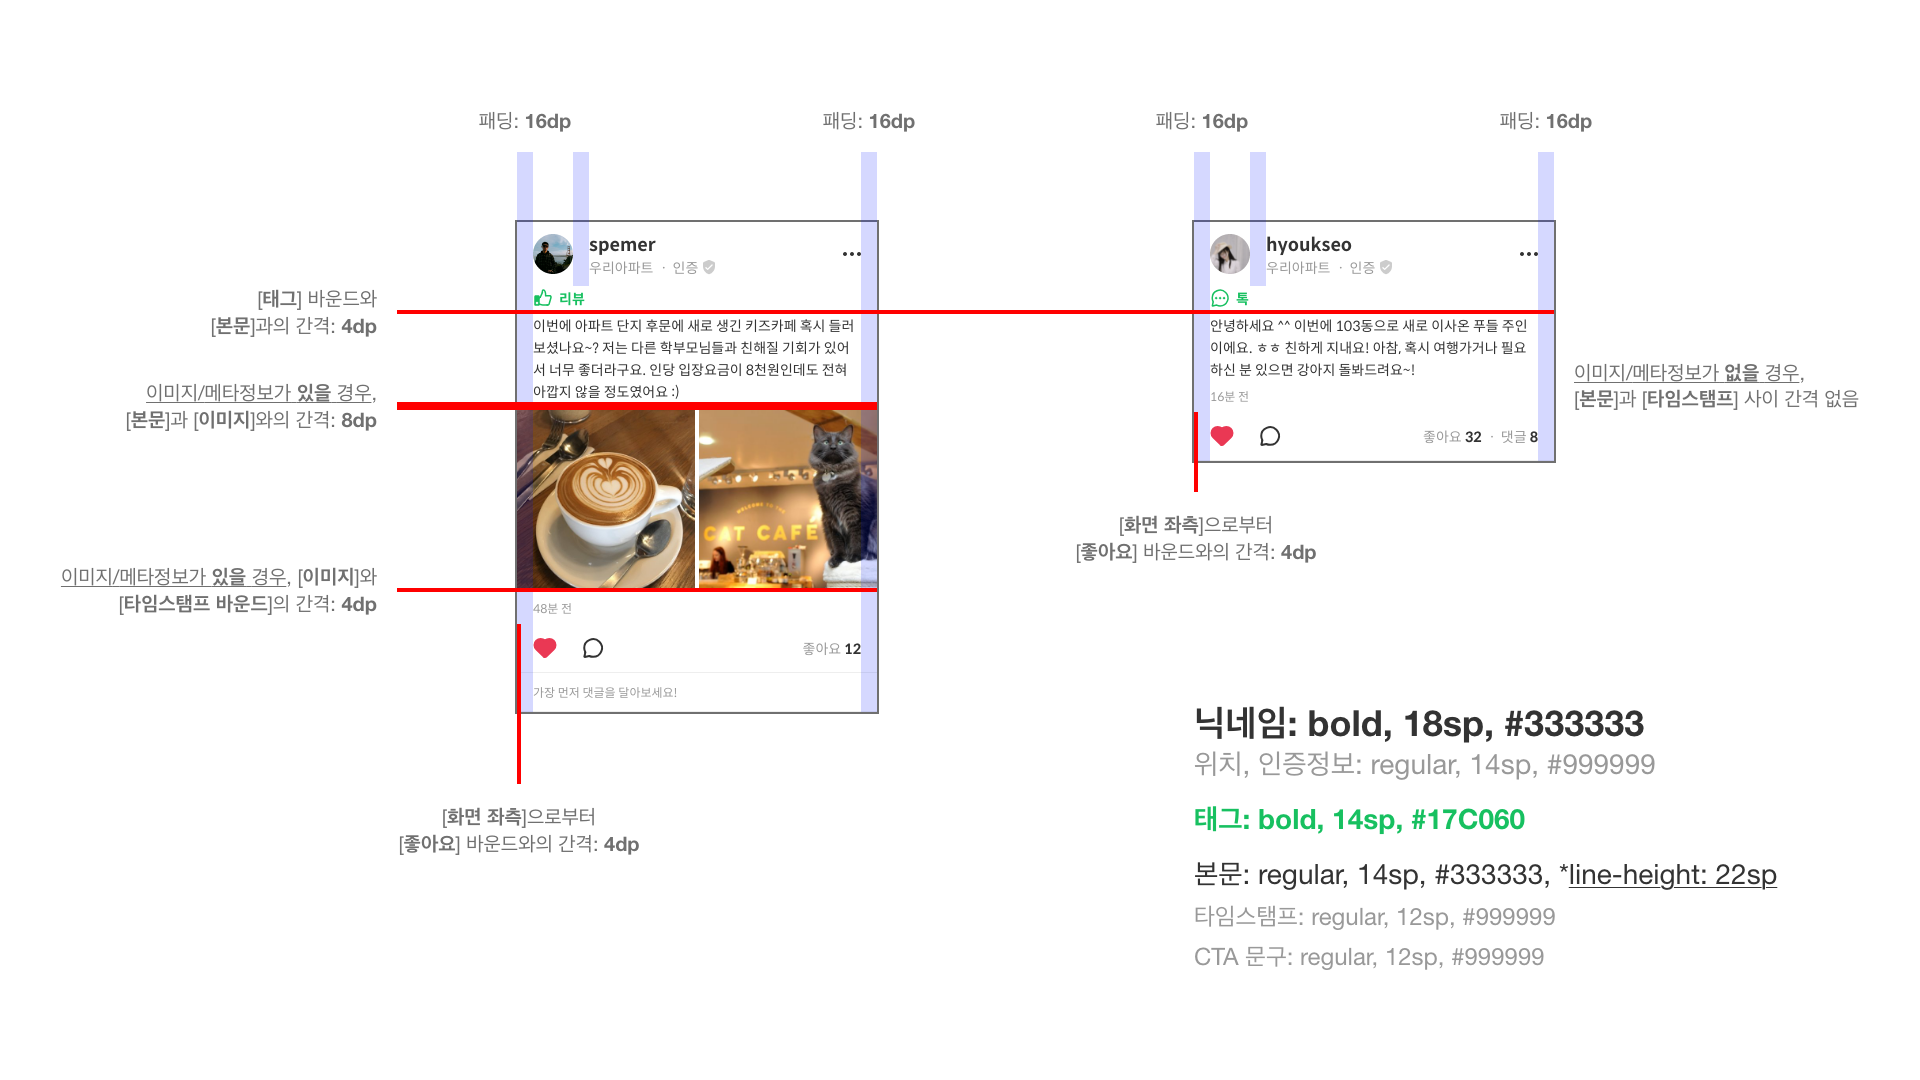 패딩: 16dp
패딩: 16dp
패딩: 16dp
패딩: 16dp
spemer
우리아파트 · 인증
리뷰
이번에 아파트 단지 후문에 새로 생긴 키즈카페 혹시 들러
보셨나요~? 저는 다른 학부모님들과 친해질 기회가 있어
서 너무 좋더라구요. 인당 입장요금이 8천원인데도 전혀
아깝지 않을 정도였어요 :)
WELCOME TO THE
CAT CAFÉ
48분 전
좋아요 12
가장 먼저 댓글을 달아보세요!
[태그] 바운드와
[본문]과의 간격: 4dp
이미지/메타정보가 있을 경우,
[본문]과 [이미지]와의 간격: 8dp
이미지/메타정보가 있을 경우, [이미지]와
[타임스탬프 바운드]의 간격: 4dp
[화면 좌측]으로부터
[좋아요] 바운드와의 간격: 4dp
hyoukseo
우리아파트 · 인증
톡
안녕하세요 ^^ 이번에 103동으로 새로 이사온 푸들 주인
이에요. ㅎㅎ 친하게 지내요! 아참, 혹시 여행가거나 필요
하신 분 있으면 강아지 돌봐드려요~!
16분 전
좋아요 32 · 댓글 8
이미지/메타정보가 없을 경우,
[본문]과 [타임스탬프] 사이 간격 없음
[화면 좌측]으로부터
[좋아요] 바운드와의 간격: 4dp
닉네임: bold, 18sp, #333333
위치, 인증정보: regular, 14sp, #999999
태그: bold, 14sp, #17C060
본문: regular, 14sp, #333333, *line-height: 22sp
타임스탬프: regular, 12sp, #999999
CTA 문구: regular, 12sp, #999999